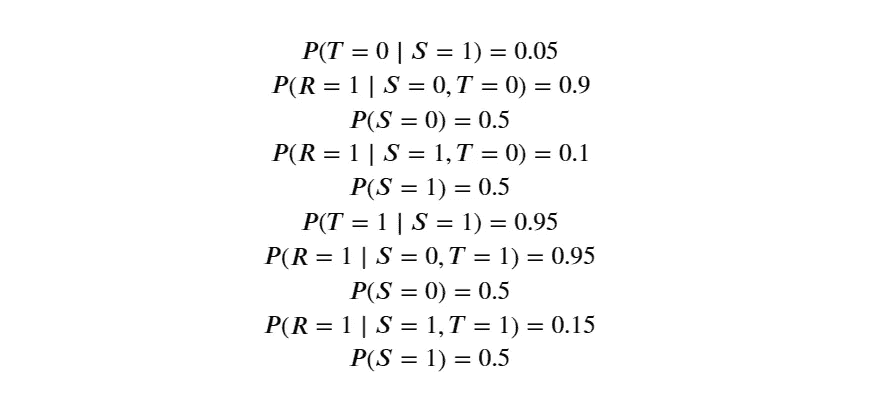 P(T = 0 | S = 1) = 0.05
P(R = 1 | S = 0, T = 0) = 0.9
P(S = 0) = 0.5
P(R = 1 | S = 1, T = 0) = 0.1
P(S = 1) = 0.5
P(T = 1 | S = 1) = 0.95
P(R = 1 | S = 0, T = 1) = 0.95
P(S = 0) = 0.5
P(R = 1 | S = 1, T = 1) = 0.15
P(S = 1) = 0.5